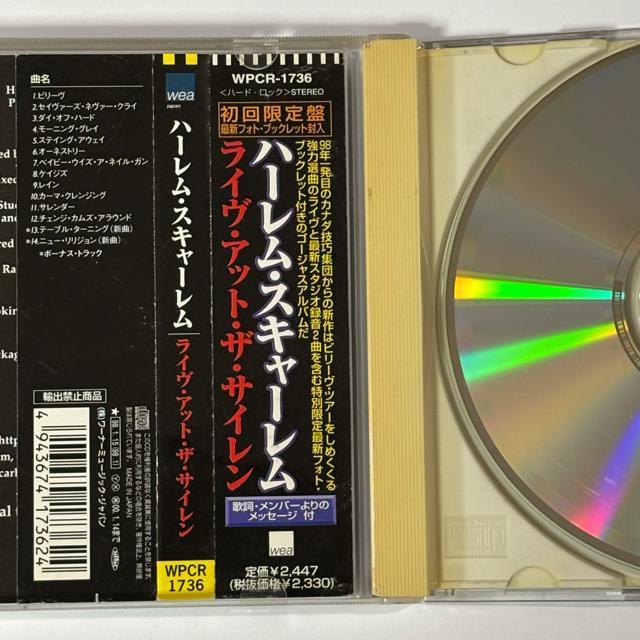 曲名
1.ビリーヴ
2.セイヴァーズ・ネヴァー・クライ
3.ダイ・オフ・ハード
4.モーニング・グレイ
5.ステイング・アウェイ
6.オーネストリー
7.ベイビー・ウィズ・ア・ネイル・ガン
8.ケイジズ
9.レイン
10.カーマ・クレンジング
11.サレンダー
12.チェンジ・カムズ・アラウンド
*13.テーブル・ターニング(新曲)
*14.ニュー・リリジョン(新曲)
*ボーナス・トラック
輸出禁止商品
4 943674 173624
98.1.15(98.1)
00.1.14まで
(株)ワーナーミュージック・ジャパン
MADE IN JAPAN
wea
japan
ハーレム・スキャーレム
ライヴ・アット・ザ・サイレン
WPCR
1736
WPCR-1736
<ハード・ロック>STEREO
初回限定盤
最新フォト・ブックレット封入
98年一発目のカナダ技巧集団からの新作はビリーヴ・ツアーをしめくくる
強力選曲のライヴと最新スタジオ録音2曲を含む特別限定最新フォト・
ブックレット付きのゴージャスアルバムだ
ハーレム・スキャーレム
ライヴ・アット・ザ・サイレン
歌詞・メンバーよりの
メッセージ 付
wea
定価¥2,447
(税抜価格¥2,330)